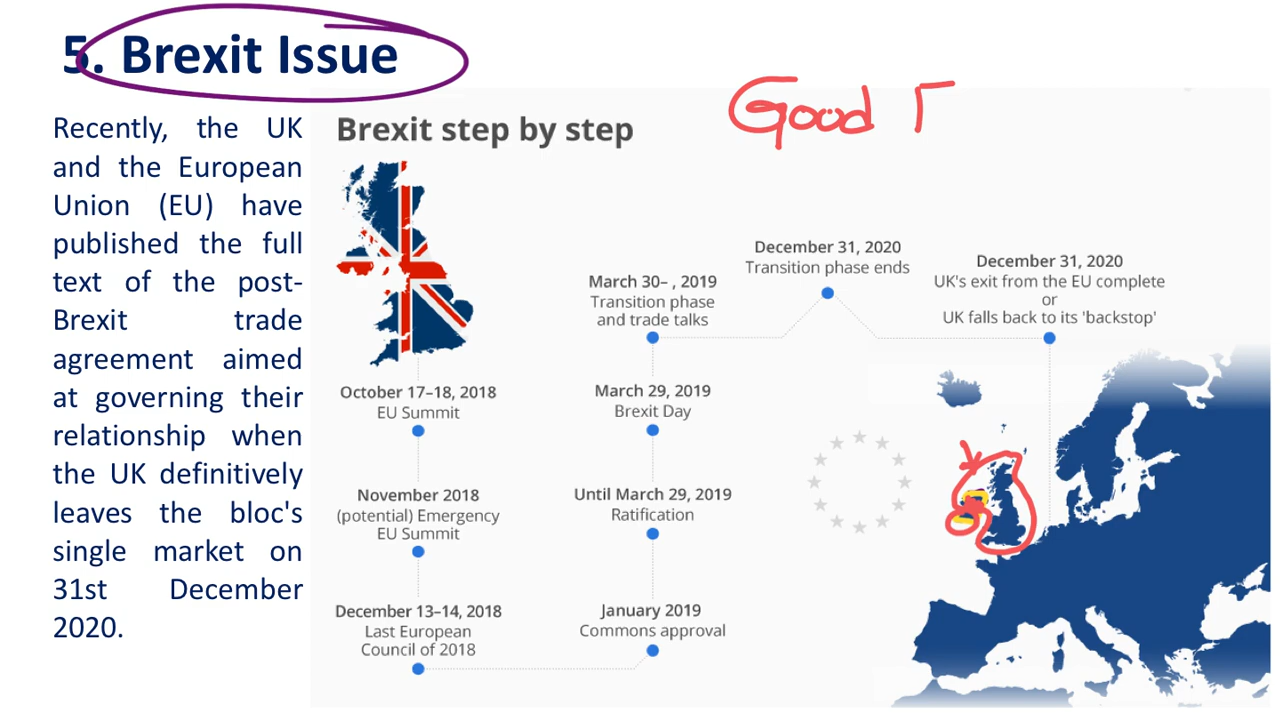 5. Brexit Issue
Recently, the UK
and the European
Union (EU) have
published the full
text of the post-
Brexit trade
agreement aimed
at governing their
relationship when
the UK definitively
leaves the bloc's
single market on
31st December
2020.
Good
Brexit step by step
October 17–18, 2018
EU Summit
November 2018
(potential) Emergency
EU Summit
December 13–14, 2018
Last European
Council of 2018
January 2019
Commons approval
Until March 29, 2019
Ratification
March 29, 2019
Brexit Day
March 30– , 2019
Transition phase
and trade talks
December 31, 2020
Transition phase ends
December 31, 2020
UK's exit from the EU complete
or
UK falls back to its 'backstop'